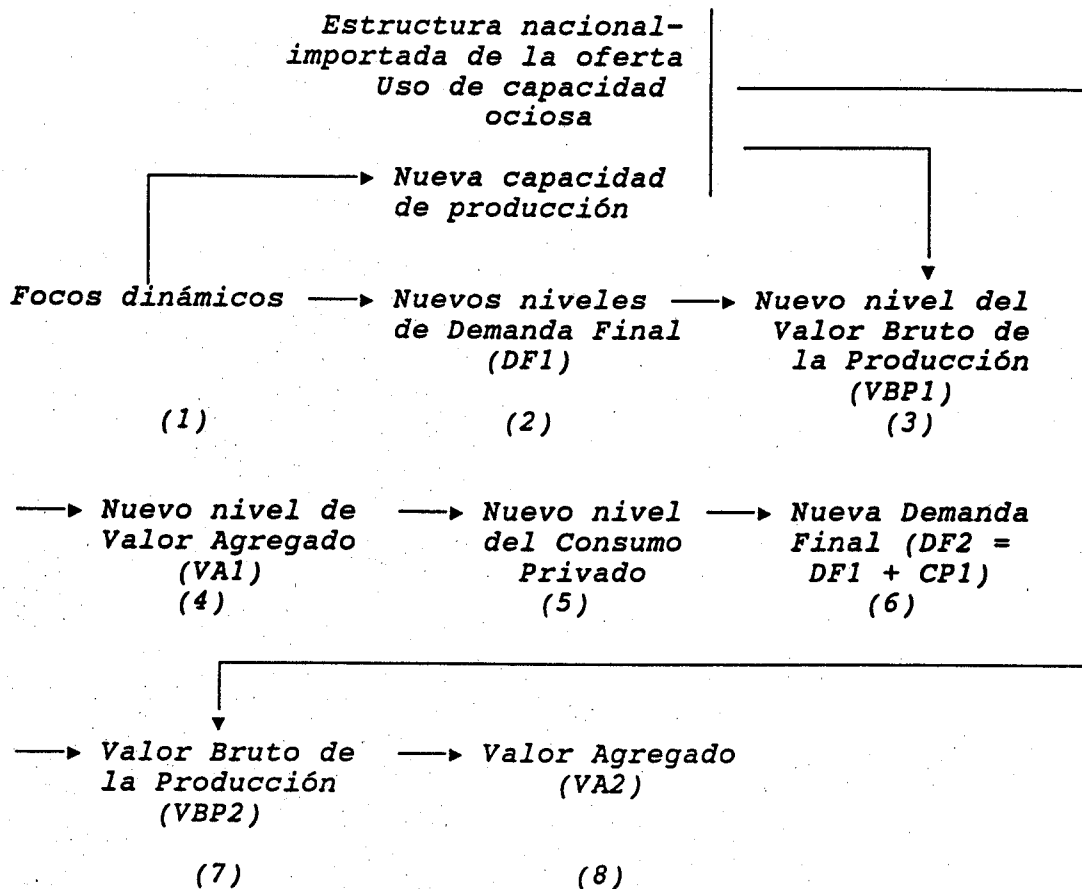 Estructura nacional-
importada de la oferta
Uso de capacidad
ociosa
Nueva capacidad
de producción
Focos dinámicos
Nuevos niveles
de Demanda Final
(DF1)
Nuevo nivel del
Valor Bruto de
la Producción
(VBP1)
(1)
(2)
(3)
Nuevo nivel de
Valor Agregado
(VA1)
(4)
Nuevo nivel
del Consumo
Privado
(5)
Nueva Demanda
Final (DF2 =
DF1 + CP1)
(6)
Valor Bruto de
la Producción
(VBP2)
(7)
Valor Agregado
(VA2)
(8)